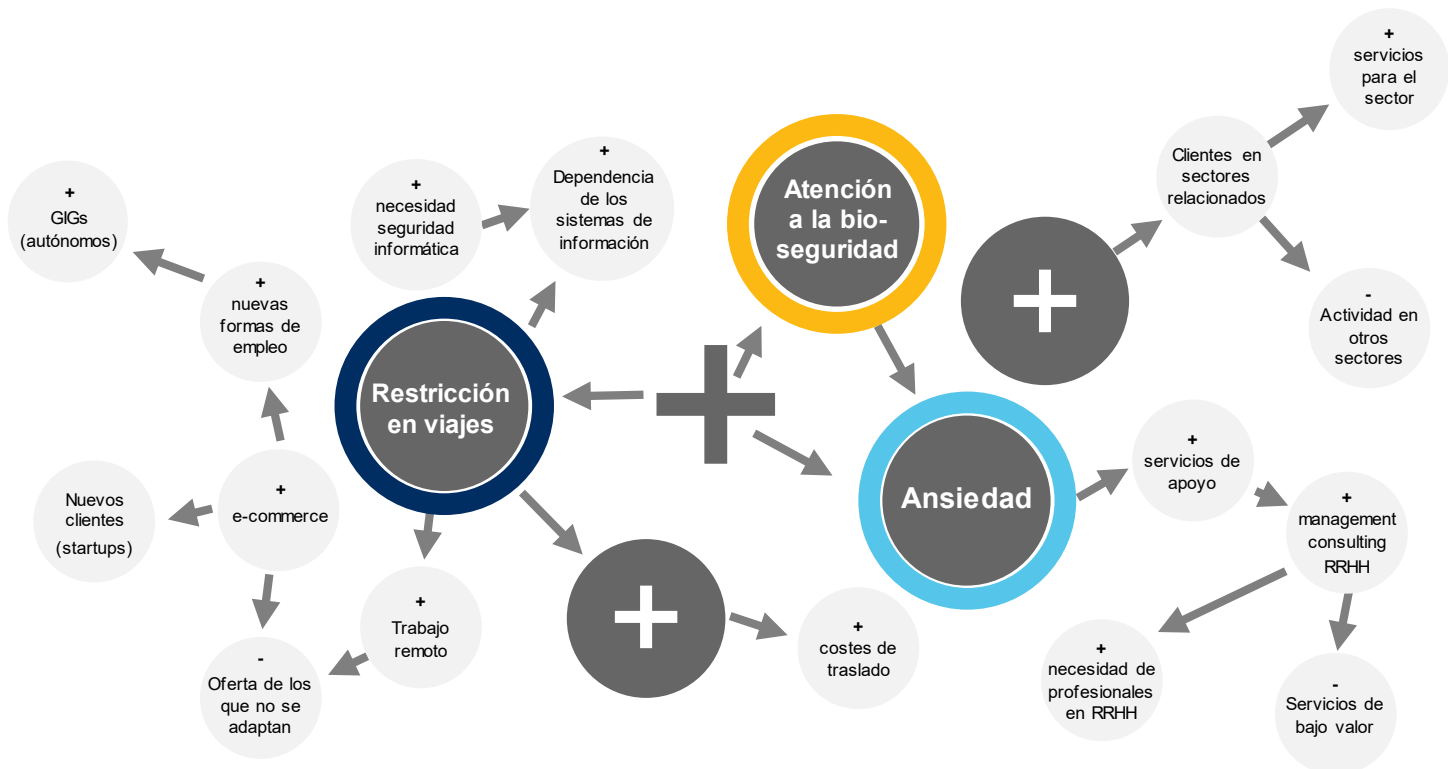 +
servicios
para el
sector
+
GIGs
(autónomos)
+
necesidad
seguridad
informática
+
Dependencia
de los
sistemas de
información
Atención
a la bio-
seguridad
Clientes en
sectores
relacionados
+
nuevas
formas de
empleo
+
-
Actividad en
otros
sectores
Restricción
en viajes
+
Ansiedad
+
servicios de
apoyo
Nuevos
clientes
(startups)
+
e-commerce
+
management
consulting
RRHH
+
Trabajo
remoto
+
+
costes de
traslado
-
Oferta de los
que no se
adaptan
+
necesidad de
profesionales
en RRHH
-
Servicios de
bajo valor